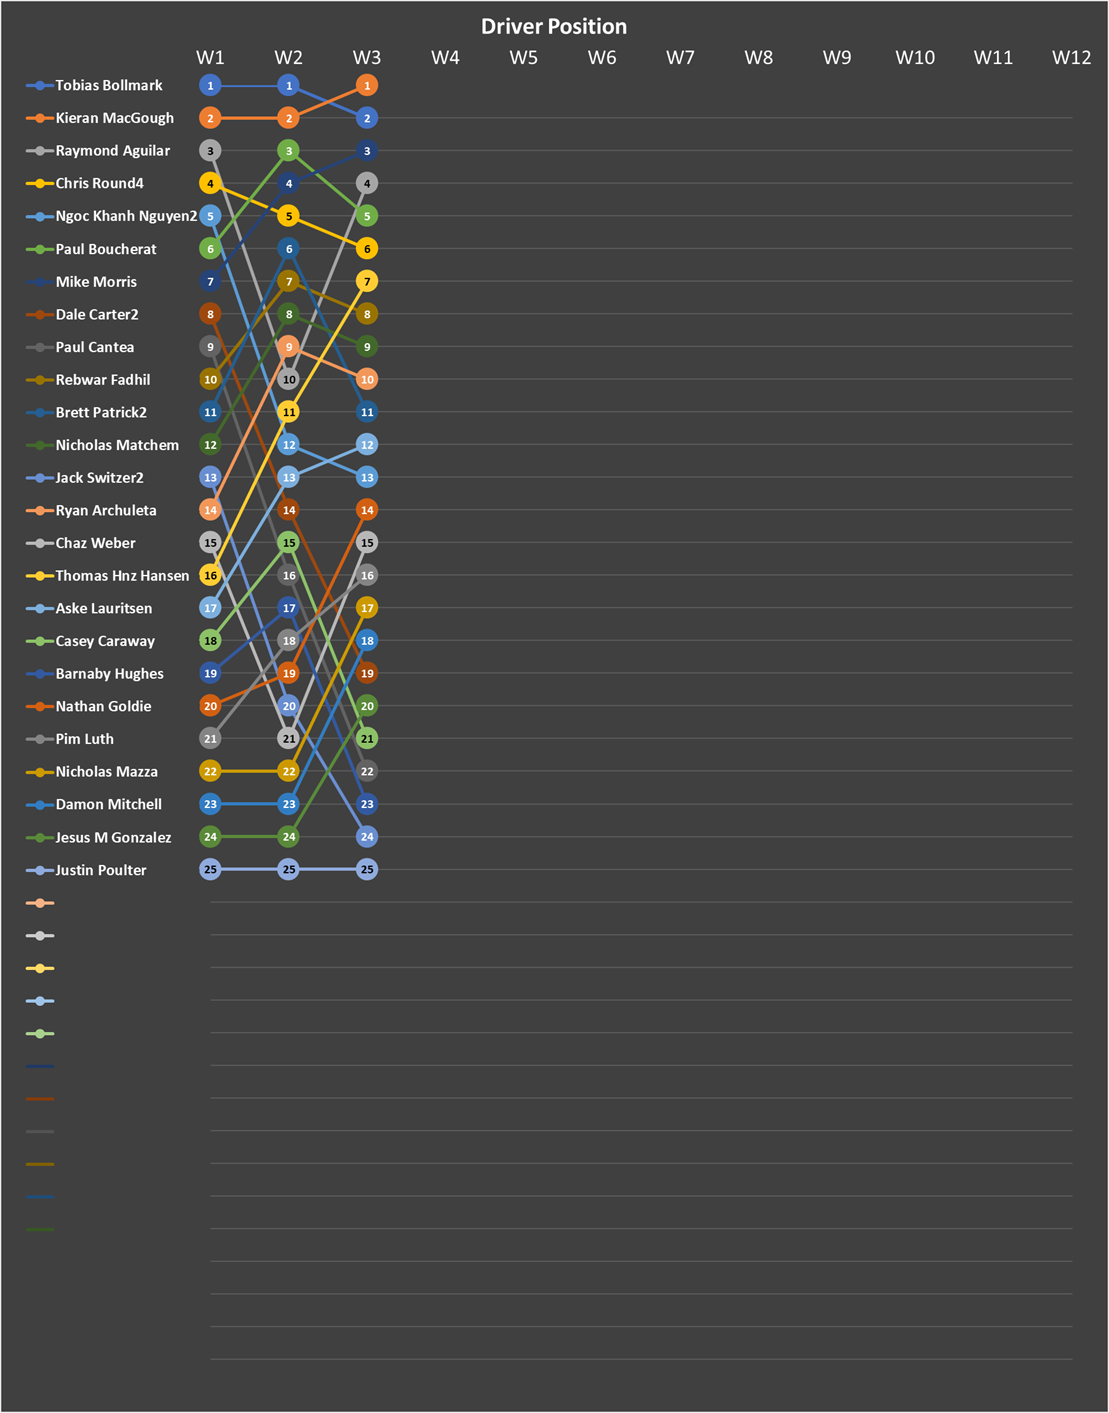 Driver Position
W1 W2 W3 W4 W5 W6 W7 W8 W9 W10 W11 W12
Tobias Bollmark 1 1 1
Kieran MacGough 2 2 2
Raymond Aguilar 3 3 3
Chris Round4 4 4 4
Ngoc Khanh Nguyen2 5 5 5
Paul Boucherat 6 6 6
Mike Morris 7 7 7
Dale Carter2 8 8 8
Paul Cantea 9 9 9
Rebwar Fadhil 10 10 10
Brett Patrick2 11 11 11
Nicholas Matchem 12 12 12
Jack Switzer2 13 13 13
Ryan Archuleta 14 14 14
Chaz Weber 15 15 15
Thomas Hnz Hansen 16 16 16
Aske Lauritsen 17 17 17
Casey Caraway 18 18 18
Barnaby Hughes 19 19 19
Nathan Goldie 20 20 20
Pim Luth 21 21 21
Nicholas Mazza 22 22 22
Damon Mitchell 23 23 23
Jesus M Gonzalez 24 24 24
Justin Poulter 25 25 25